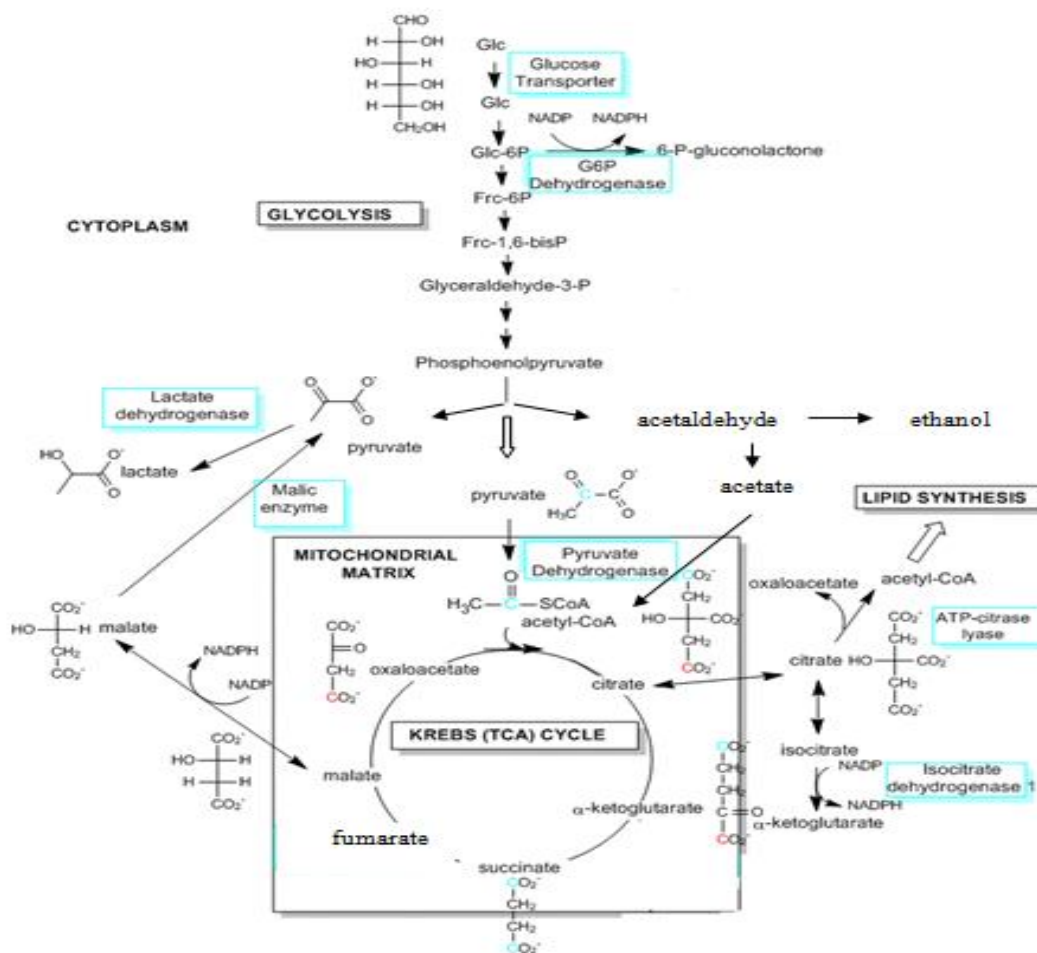 CHO
H
OH
HO
H
H
OH
H
OH
CH₂OH
Glc
Glucose
Transporter
Glc
NADP
NADPH
Glc-6P
6-P-gluconolactone
G6P
Dehydrogenase
Frc-6P
CYTOPLASM
GLYCOLYSIS
Frc-1,6-bisP
Glyceraldehyde-3-P
Phosphoenolpyruvate
Lactate
dehydrogenase
O
O⁻
O
pyruvate
acetaldehyde
ethanol
HO
O⁻
O
lactate
acetate
Malic
enzyme
pyruvate
O
O⁻
C
C
H₃C
O
LIPID SYNTHESIS
MITOCHONDRIAL
MATRIX
Pyruvate
Dehydrogenase
O
H₃C
C
SCoA
acetyl-CoA
CO₂⁻
CH₂
HO
CO₂⁻
CH₂
CO₂⁻
oxaloacetate
acetyl-CoA
ATP-citrase
lyase
CO₂⁻
HO
H
CH₂
CO₂⁻
malate
NADPH
NADP
CO₂⁻
O
CH₂
CO₂⁻
oxaloacetate
citrate
citrate
CO₂⁻
CH₂
HO
CO₂⁻
CH₂
CO₂⁻
KREBS (TCA) CYCLE
CO₂⁻
HO
H
H
H
CO₂⁻
malate
isocitrate
NADP
NADPH
Isocitrate
dehydrogenase 1
α-ketoglutarate
CO₂⁻
CH₂
CH₂
C
O
CO₂⁻
α-ketoglutarate
fumarate
succinate
CO₂⁻
CH₂
CH₂
CO₂⁻